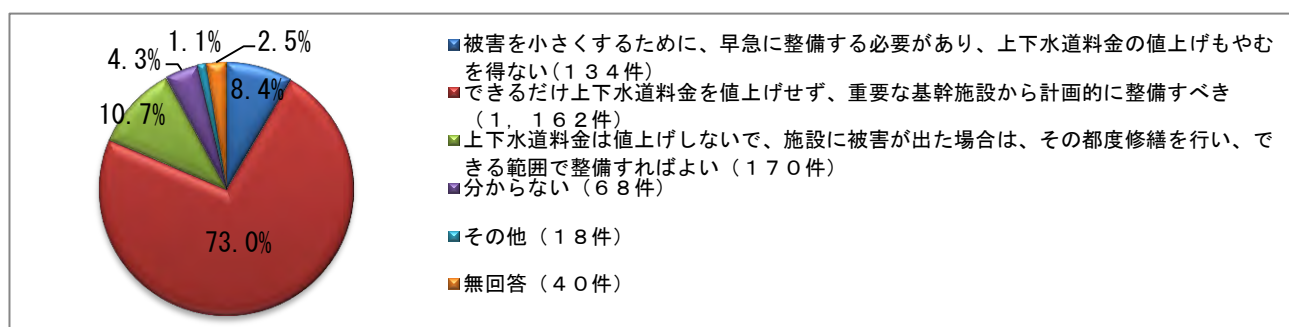 1.1%
2.5%
4.3%
8.4%
10.7%
73.0%
被害を小さくするために、早急に整備する必要があり、上下水道料金の値上げもやむ
を得ない(１３４件)
できるだけ上下水道料金を値上げせず、重要な基幹施設から計画的に整備すべき
（１，１６２件）
上下水道料金は値上げしないで、施設に被害が出た場合は、その都度修繕を行い、で
きる範囲で整備すればよい（１７０件）
分からない（６８件）
その他（１８件）
無回答（４０件）